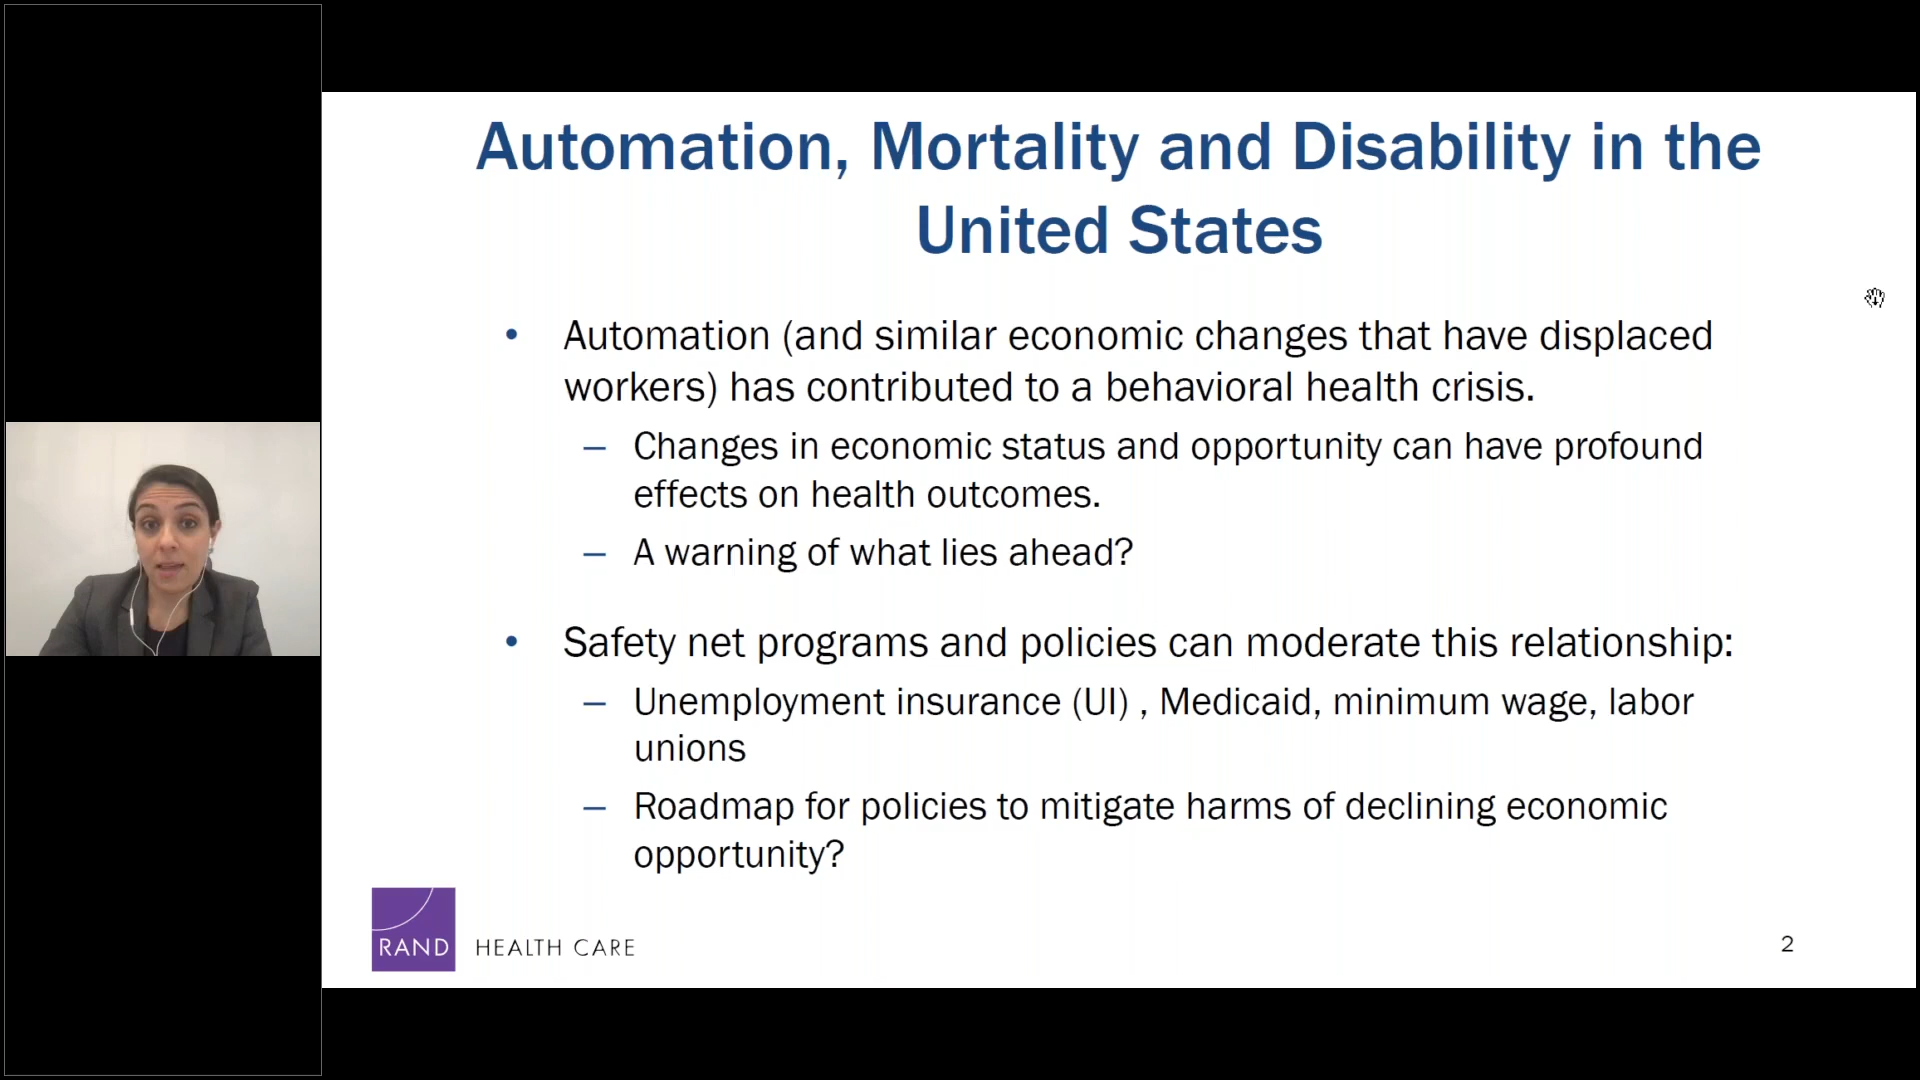 Automation, Mortality and Disability in the
United States
• Automation (and similar economic changes that have displaced
workers) has contributed to a behavioral health crisis.
– Changes in economic status and opportunity can have profound
effects on health outcomes.
– A warning of what lies ahead?
• Safety net programs and policies can moderate this relationship:
– Unemployment insurance (UI) , Medicaid, minimum wage, labor
unions
– Roadmap for policies to mitigate harms of declining economic
opportunity?
RAND HEALTH CARE
2